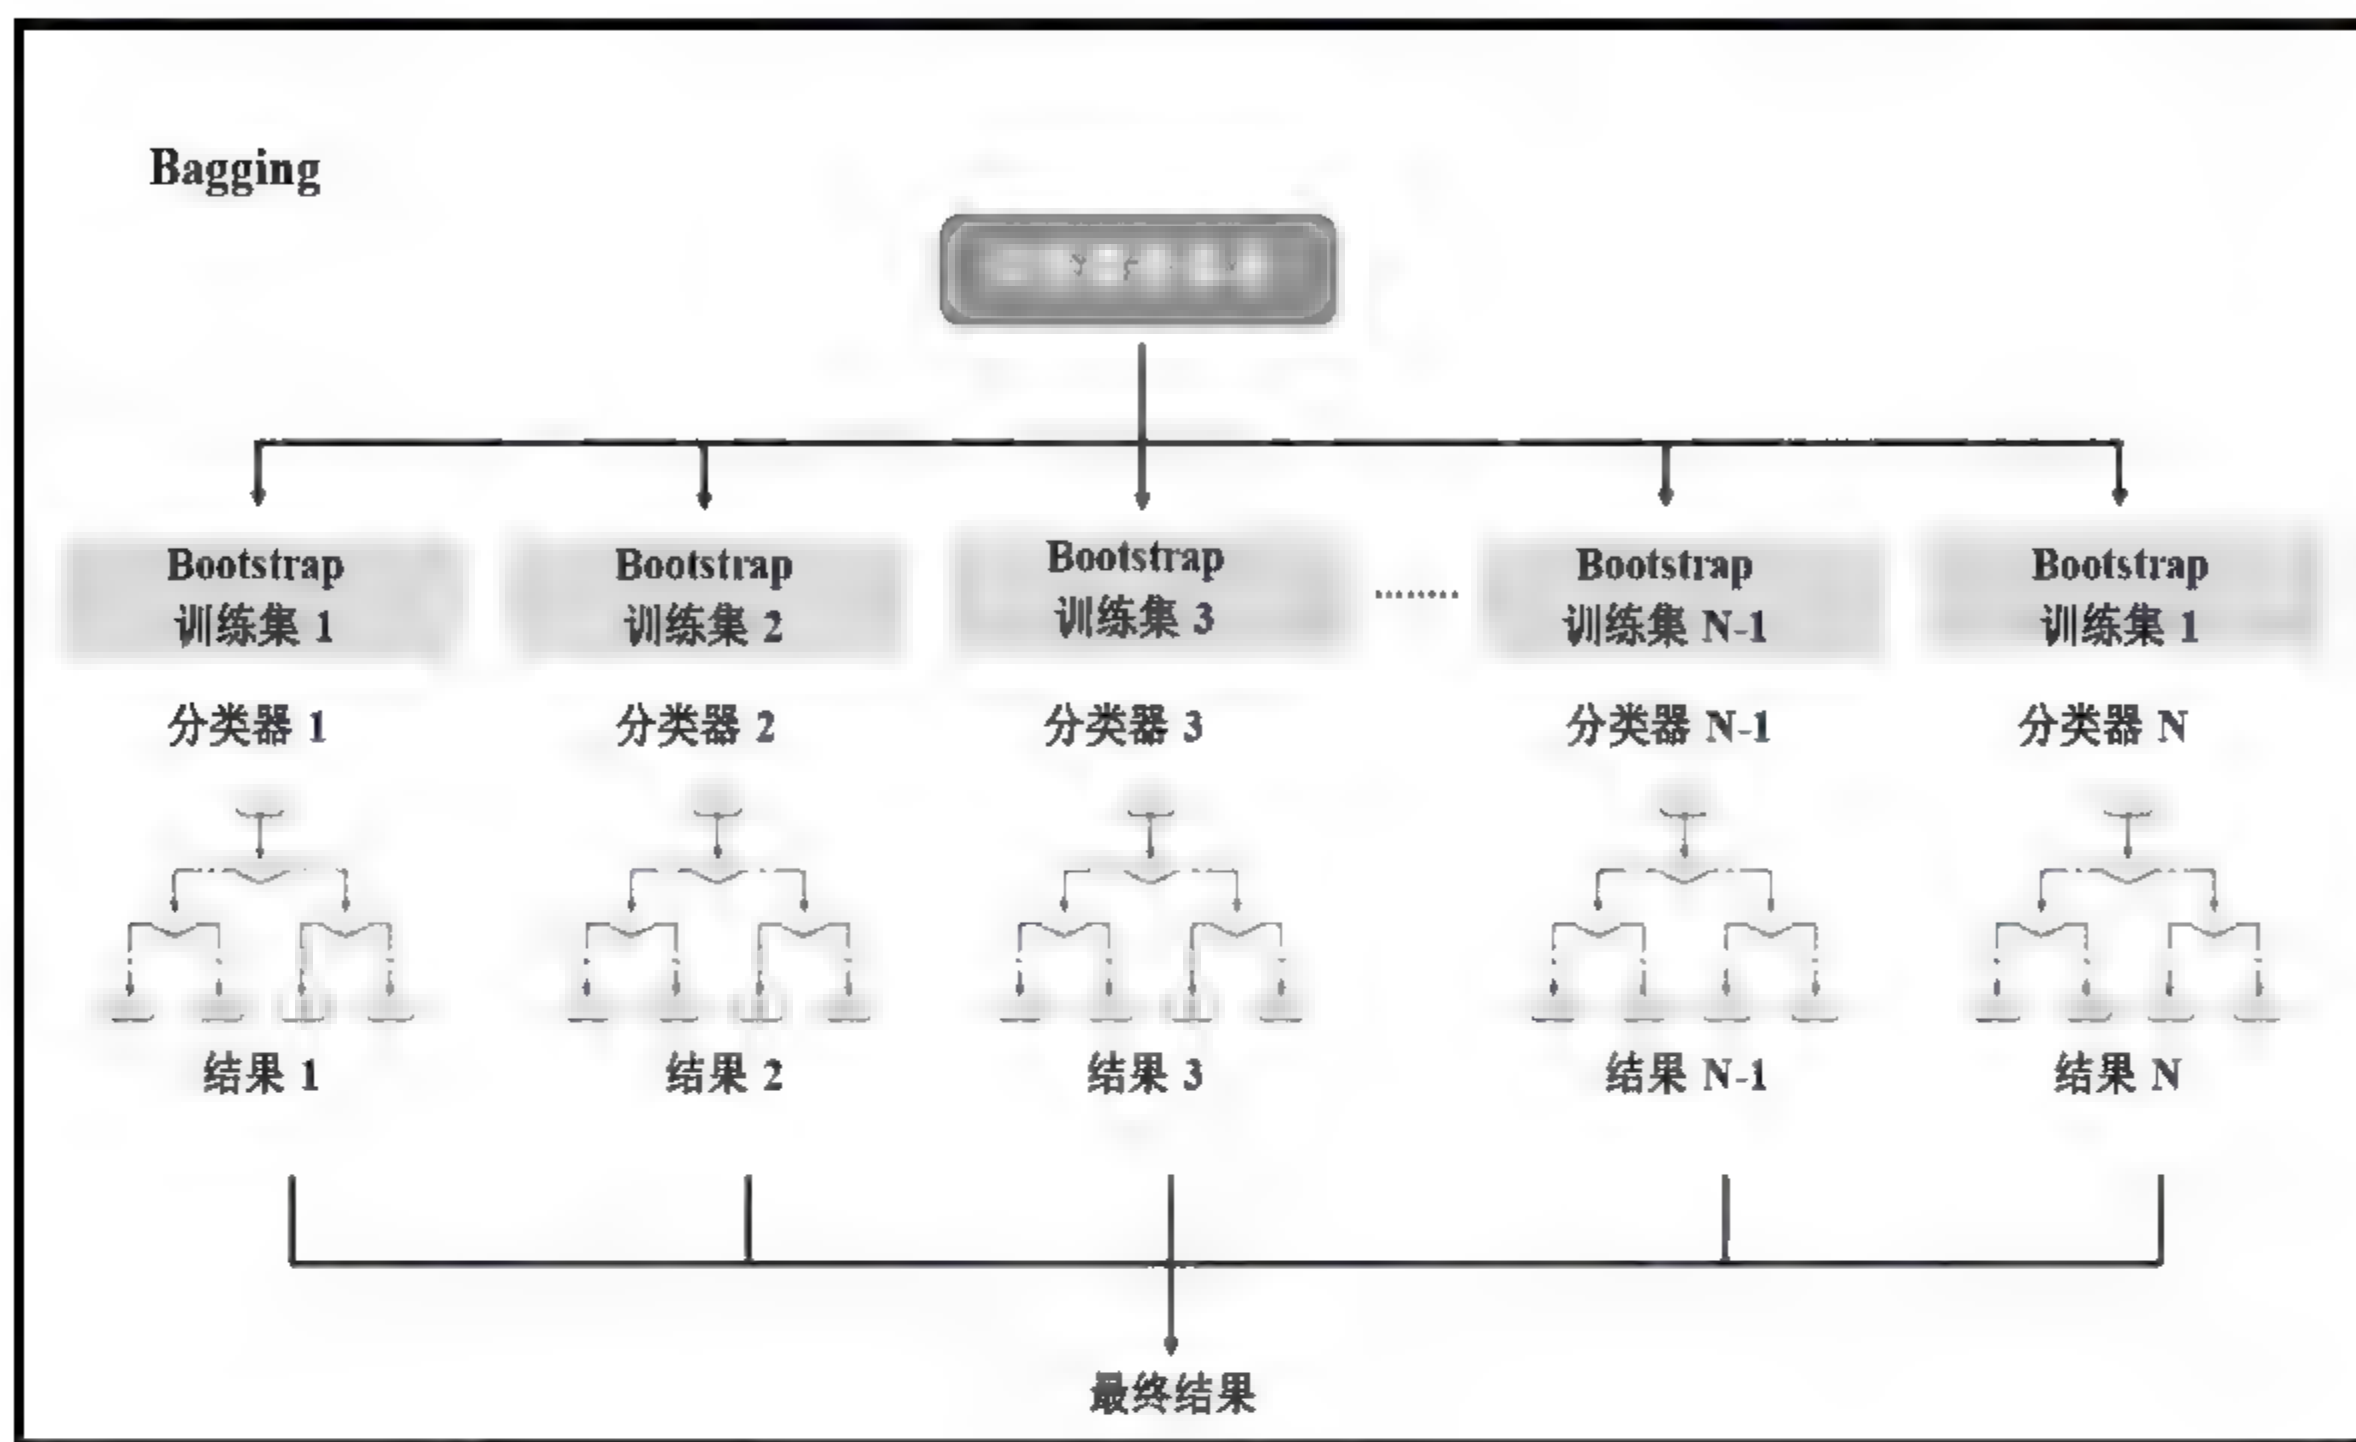 Bagging
Bootstrap
训练集 1
Bootstrap
训练集 2
Bootstrap
训练集 3
........
Bootstrap
训练集 N-1
Bootstrap
训练集 1
分类器 1
分类器 2
分类器 3
分类器 N-1
分类器 N
结果 1
结果 2
结果 3
结果 N-1
结果 N
最终结果